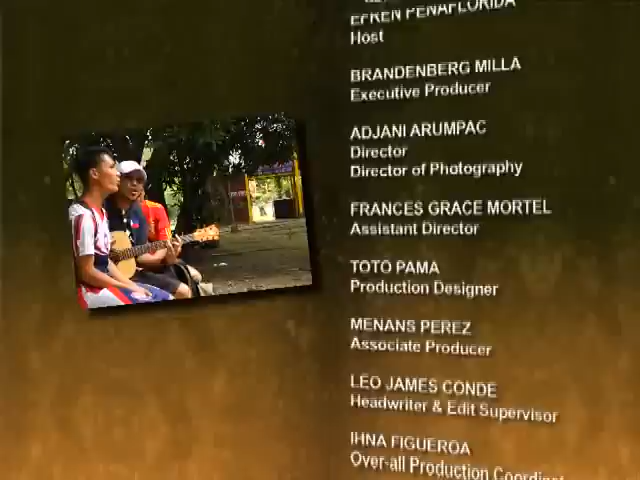 EFREN PEÑAFLORIDA
Host
BRANDENBERG MILLA
Executive Producer
ADJANI ARUMPAC
Director
Director of Photography
FRANCES GRACE MORTEL
Assistant Director
TOTO PAMA
Production Designer
MENANS PEREZ
Associate Producer
LEO JAMES CONDE
Headwriter & Edit Supervisor
IHNA FIGUEROA
Over-all Production